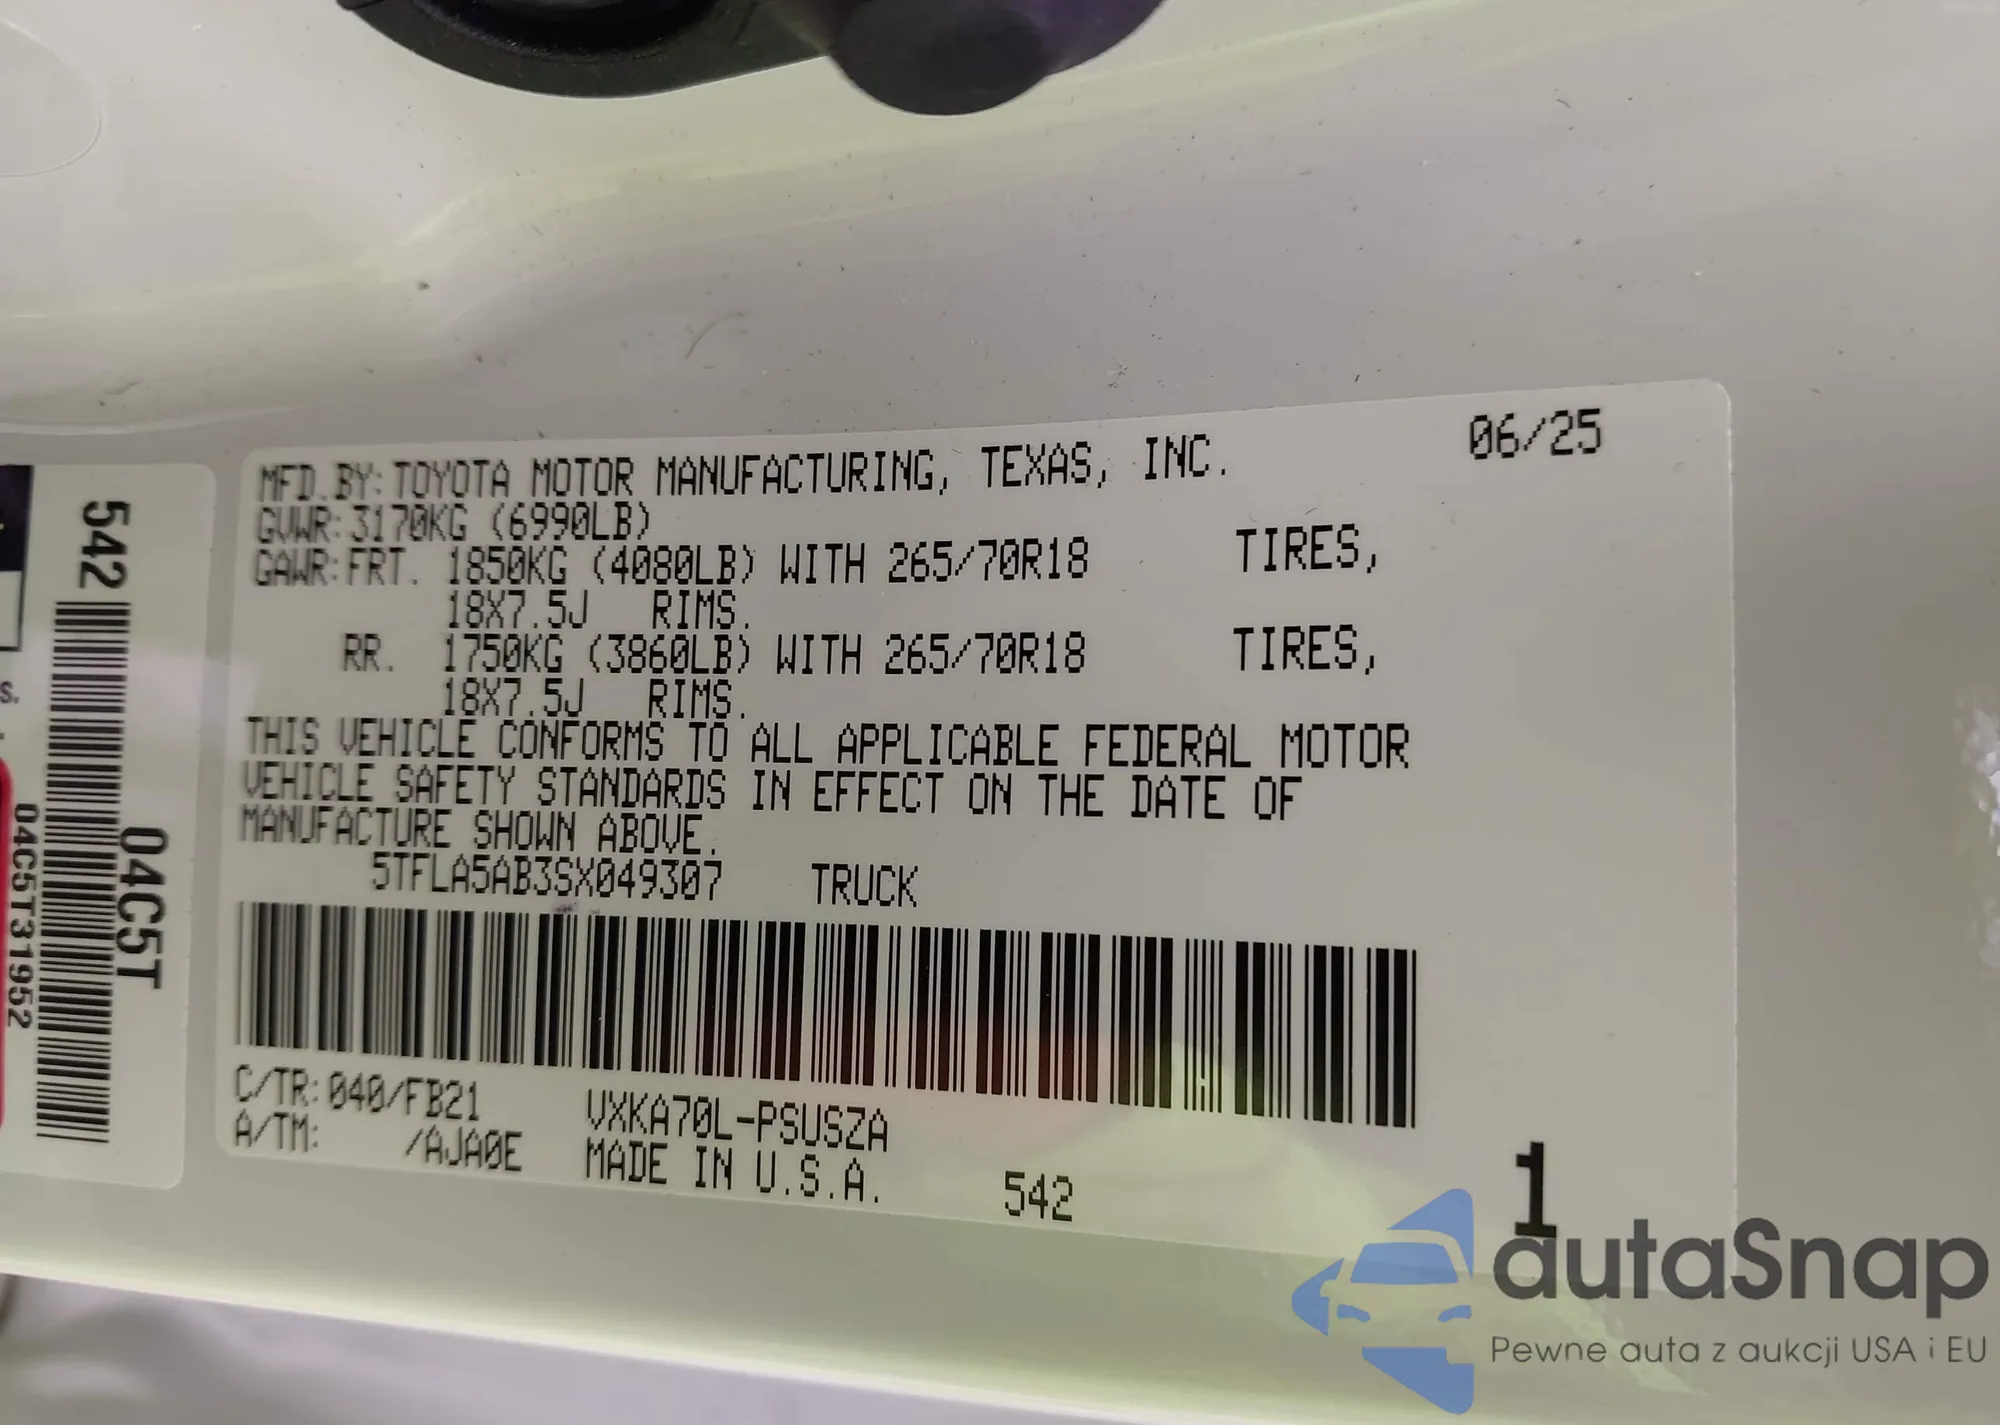 MFD.BY: TOYOTA MOTOR MANUFACTURING, TEXAS, INC. 06/25
GVWR: 3170KG (6990LB)
GAWR: FRT. 1850KG (4080LB) WITH 265/70R18 TIRES,
18X7.5J RIMS.
RR. 1750KG (3860LB) WITH 265/70R18 TIRES,
18X7.5J RIMS.
THIS VEHICLE CONFORMS TO ALL APPLICABLE FEDERAL MOTOR
VEHICLE SAFETY STANDARDS IN EFFECT ON THE DATE OF
MANUFACTURE SHOWN ABOVE.
5TFLA5AB3SX049307 TRUCK
C/TR: 040/FB21 VXKA70L-PSUSZA
A/TM: /AJA0E MADE IN U.S.A. 542
1
542
04C5T
04C5T31952
S.
autaSnap
Pewne auta z aukcji USA i EU